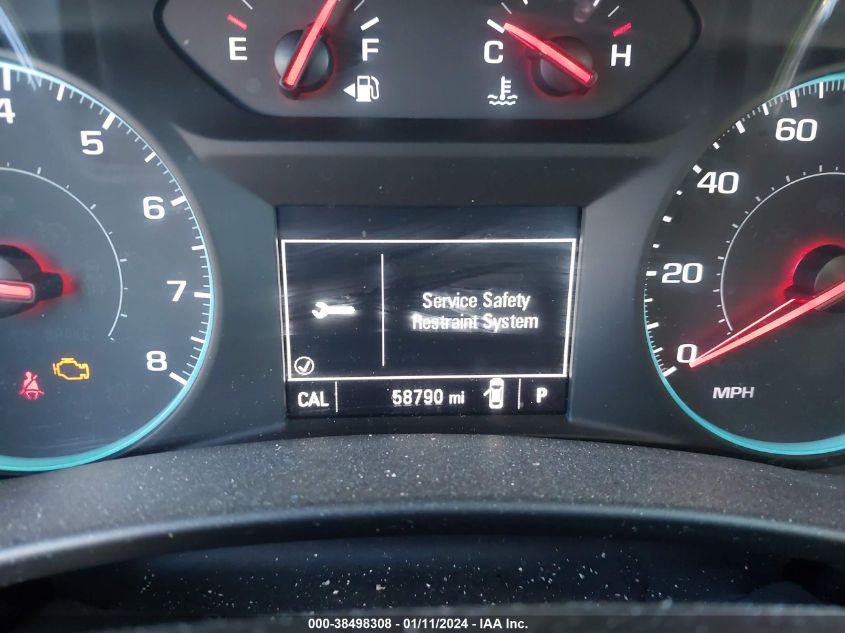 E F
C H
4
5
6
7
8
60
40
20
0
MPH
Service Safety
Restraint System
CAL 58790 mi P
000-38498308 - 01/11/2024 - IAA Inc.